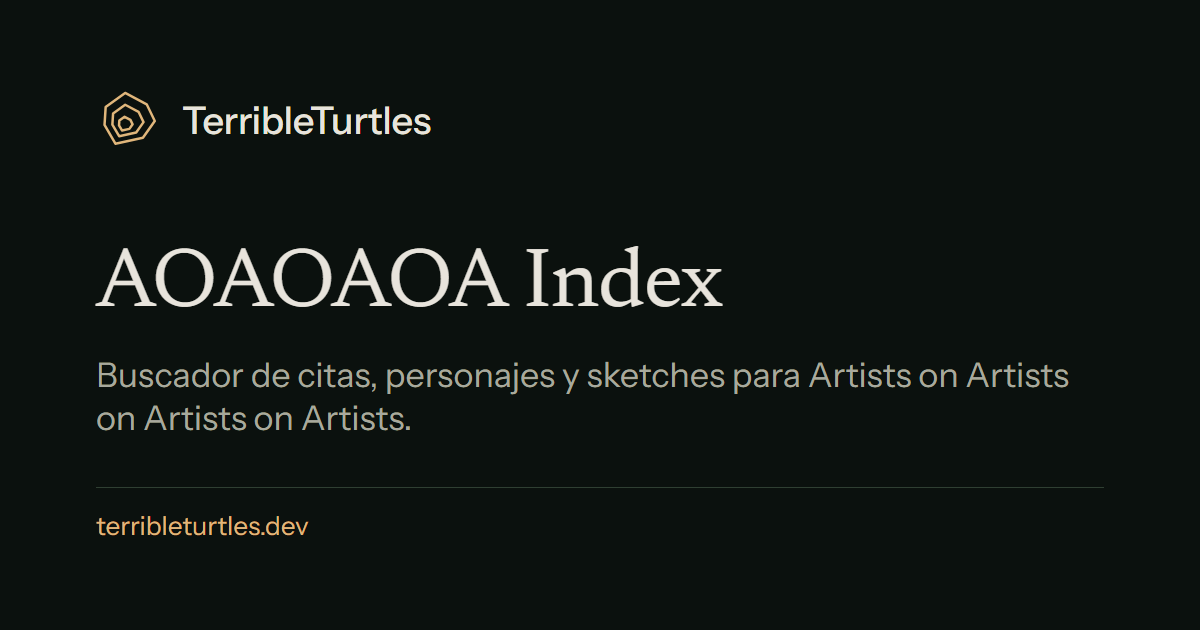 TerribleTurtles
AOAOAOA Index
Buscador de citas, personajes y sketches para Artists on Artists
on Artists on Artists.
terribleturtles.dev